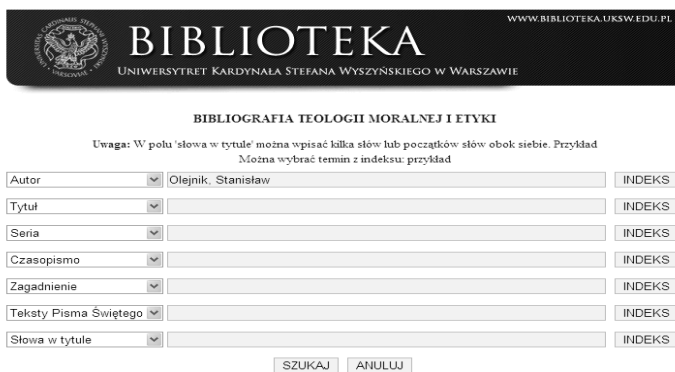 WWW.BIBLIOTEKA.UKSW.EDU.PL
BIBLIOTEKA
UNIWERSYTRET KARDYNAŁA STEFANA WYSZYŃSKIEGO W WARSZAWIE
BIBLIOGRAFIA TEOLOGII MORALNEJ I ETYKI
Uwaga: W polu 'słowa w tytule' można wpisać kilka słów lub początków słów obok siebie. Przykład
Można wybrać termin z indeksu: przykład
Autor Olejnik, Stanisław INDEKS
Tytuł INDEKS
Seria INDEKS
Czasopismo INDEKS
Zagadnienie INDEKS
Teksty Pisma Świętego INDEKS
Słowa w tytule INDEKS
SZUKAJ ANULUJ